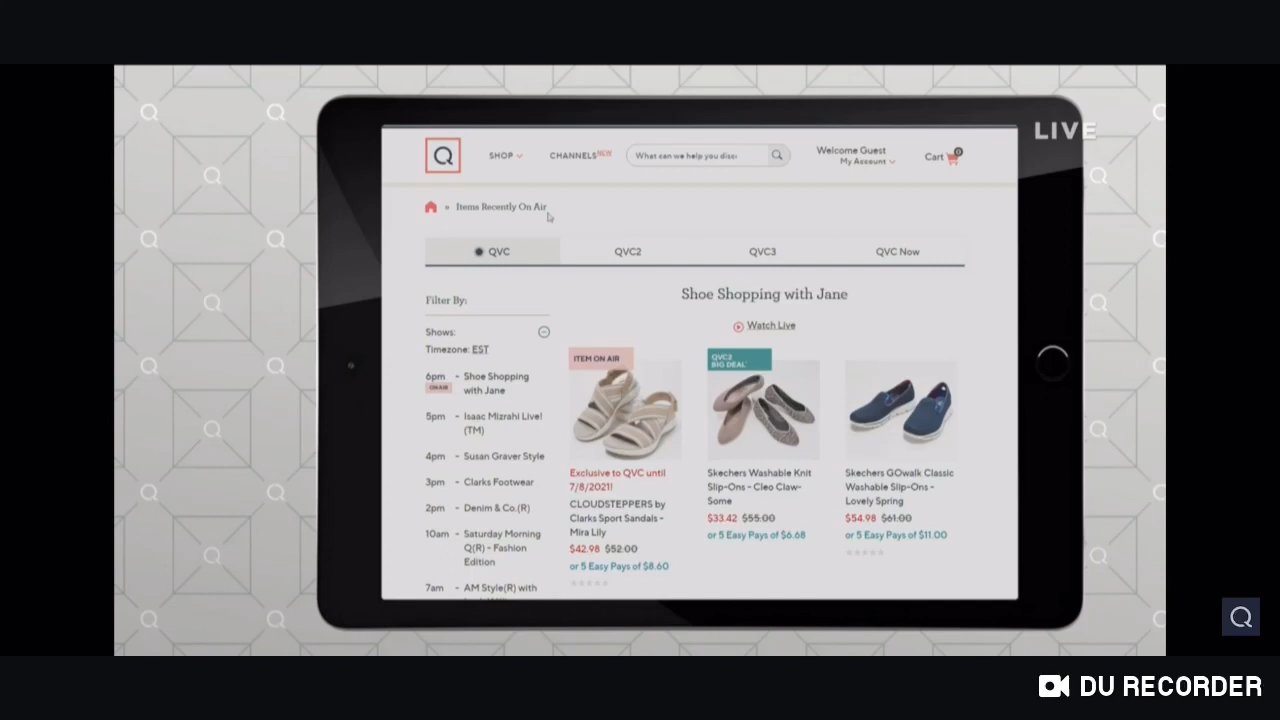 LIVE
Q
SHOP
CHANNELS NEW
What can we help you disc
Welcome Guest
My Account
Cart
0
» Items Recently On Air
QVC
QVC2
QVC3
QVC Now
Filter By:
Shows:
Timezone: EST
6pm - Shoe Shopping
ON AIR
with Jane
5pm - Isaac Mizrahi Live!
(TM)
4pm - Susan Graver Style
3pm - Clarks Footwear
2pm - Denim & Co.(R)
10am - Saturday Morning
Q(R) - Fashion
Edition
7am - AM Style(R) with
Shoe Shopping with Jane
Watch Live
ITEM ON AIR
Exclusive to QVC until
7/8/2021!
CLOUDSTEPPERS by
Clarks Sport Sandals -
Mira Lily
$42.98 $52.00
or 5 Easy Pays of $8.60
QVC2
BIG DEAL
Skechers Washable Knit
Slip-Ons - Cleo Claw-
Some
$33.42 $55.00
or 5 Easy Pays of $6.68
Skechers GOwalk Classic
Washable Slip-Ons -
Lovely Spring
$54.98 $61.00
or 5 Easy Pays of $11.00
Q
DU RECORDER